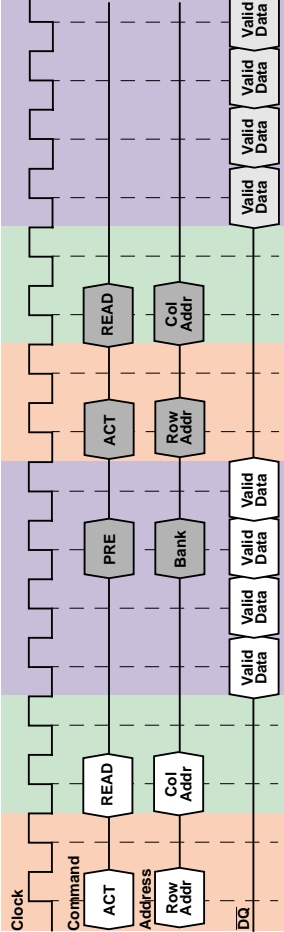 Clock
Command
ACT
READ
PRE
ACT
READ
Address
Row
Addr
Col
Addr
Bank
Row
Addr
Col
Addr
DQ
Valid
Data
Valid
Data
Valid
Data
Valid
Data
Valid
Data
Valid
Data
Valid
Data
Valid
Data